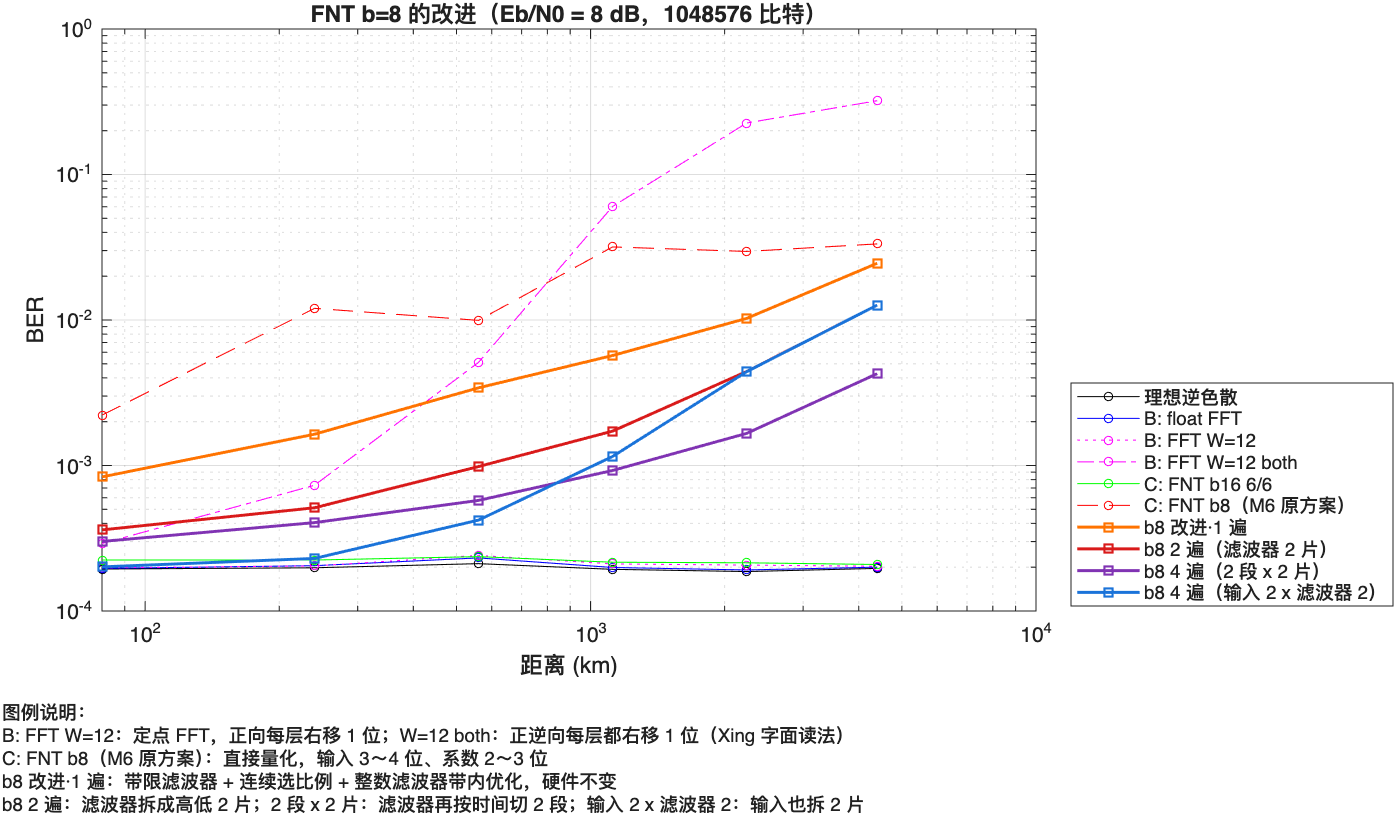 FNT b=8 的改进（Eb/N0 = 8 dB，1048576 比特）
10⁰
10⁻¹
10⁻²
10⁻³
10⁻⁴
BER
10²
10³
10⁴
距离 (km)
理想逆色散
B: float FFT
B: FFT W=12
B: FFT W=12 both
C: FNT b16 6/6
C: FNT b8（M6 原方案）
b8 改进·1 遍
b8 2 遍（滤波器 2 片）
b8 4 遍（2 段 x 2 片）
b8 4 遍（输入 2 x 滤波器 2）
图例说明：
B: FFT W=12：定点 FFT，正向每层右移 1 位；W=12 both：正逆向每层都右移 1 位（Xing 字面读法）
C: FNT b8（M6 原方案）：直接量化，输入 3～4 位、系数 2～3 位
b8 改进·1 遍：带限滤波器 + 连续选比例 + 整数滤波器带内优化，硬件不变
b8 2 遍：滤波器拆成高低 2 片；2 段 x 2 片：滤波器再按时间切 2 段；输入 2 x 滤波器 2：输入也拆 2 片